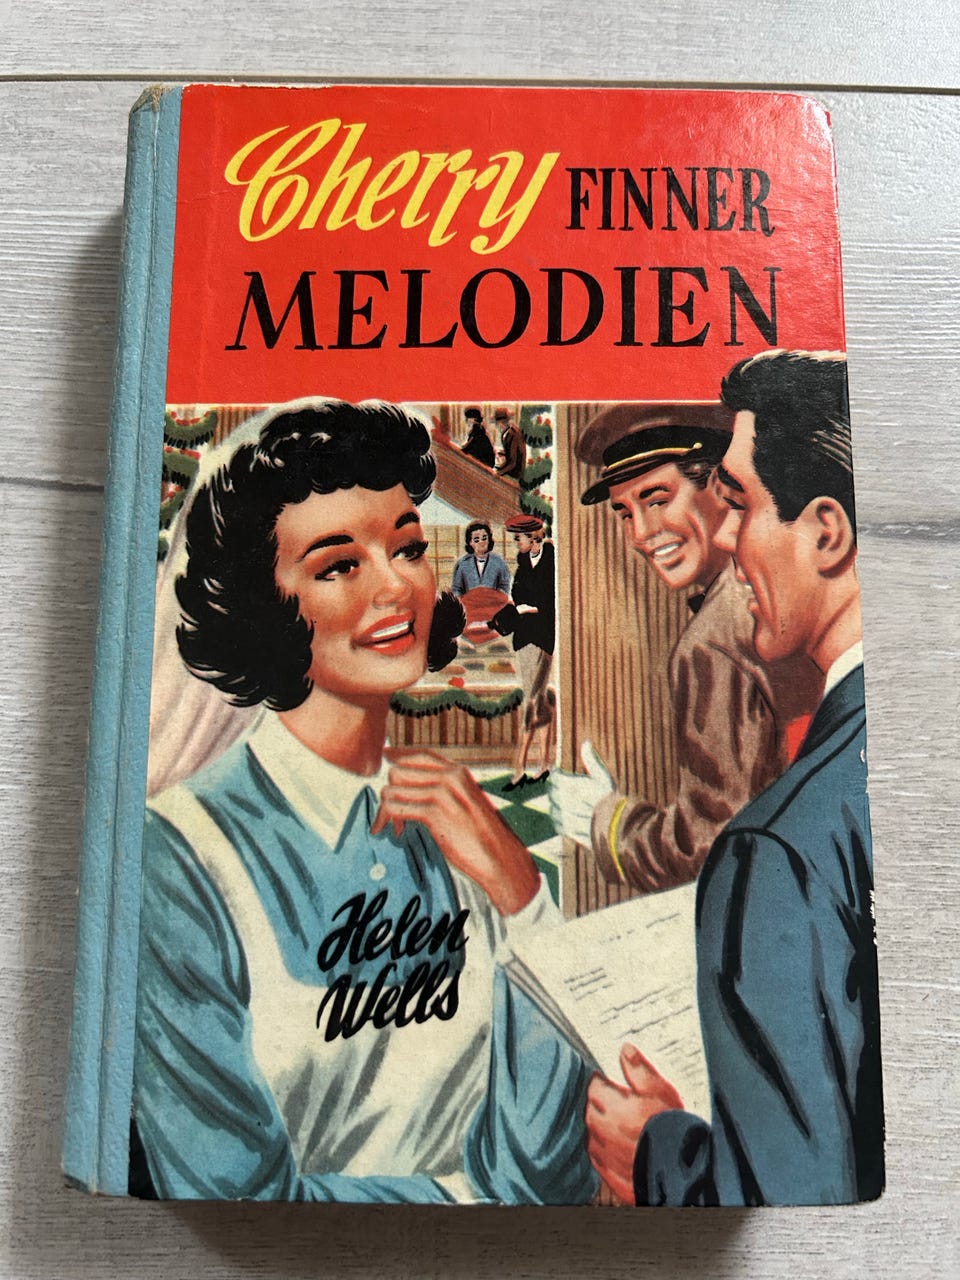 Cherry FINNER
MELODIEN
Helen
Wells